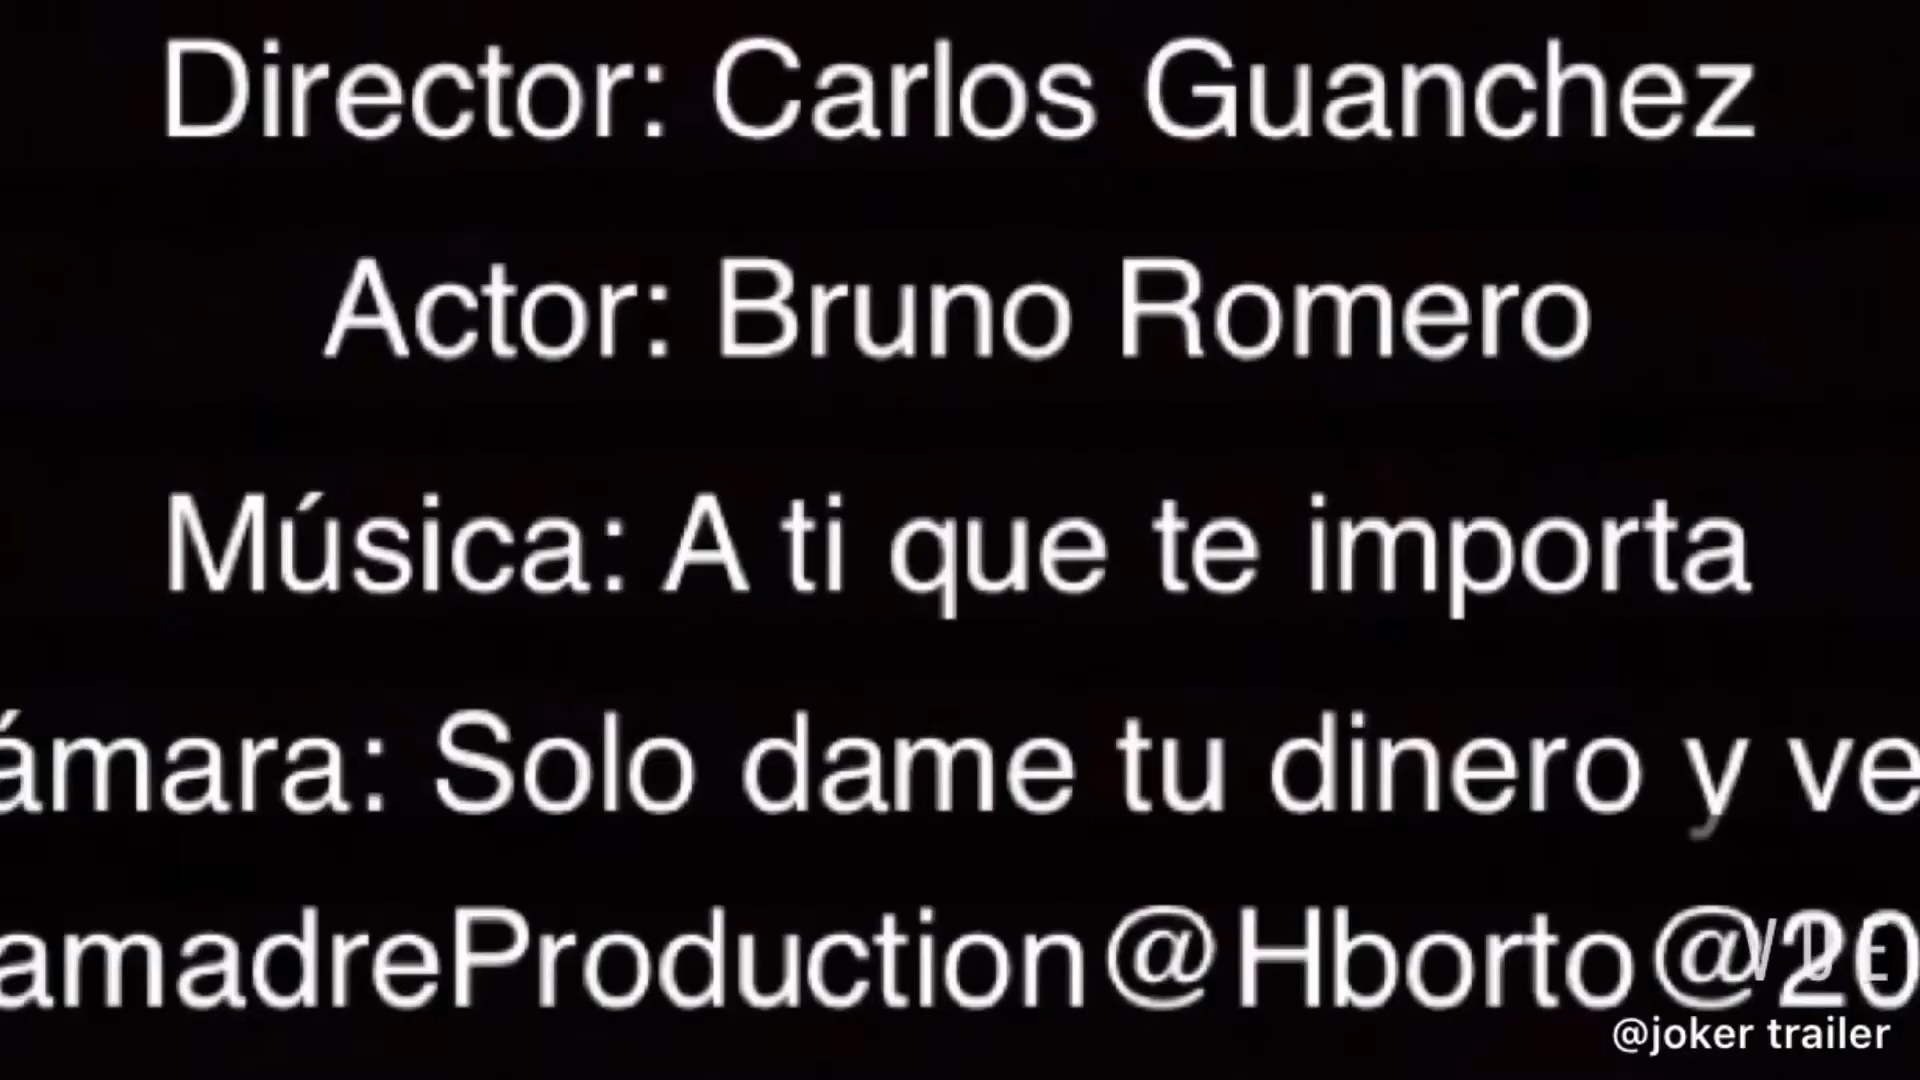 Director: Carlos Guanchez
Actor: Bruno Romero
Música: A ti que te importa
ámara: Solo dame tu dinero y ve
amadreProduction@Hborto@20
VUE
@joker trailer